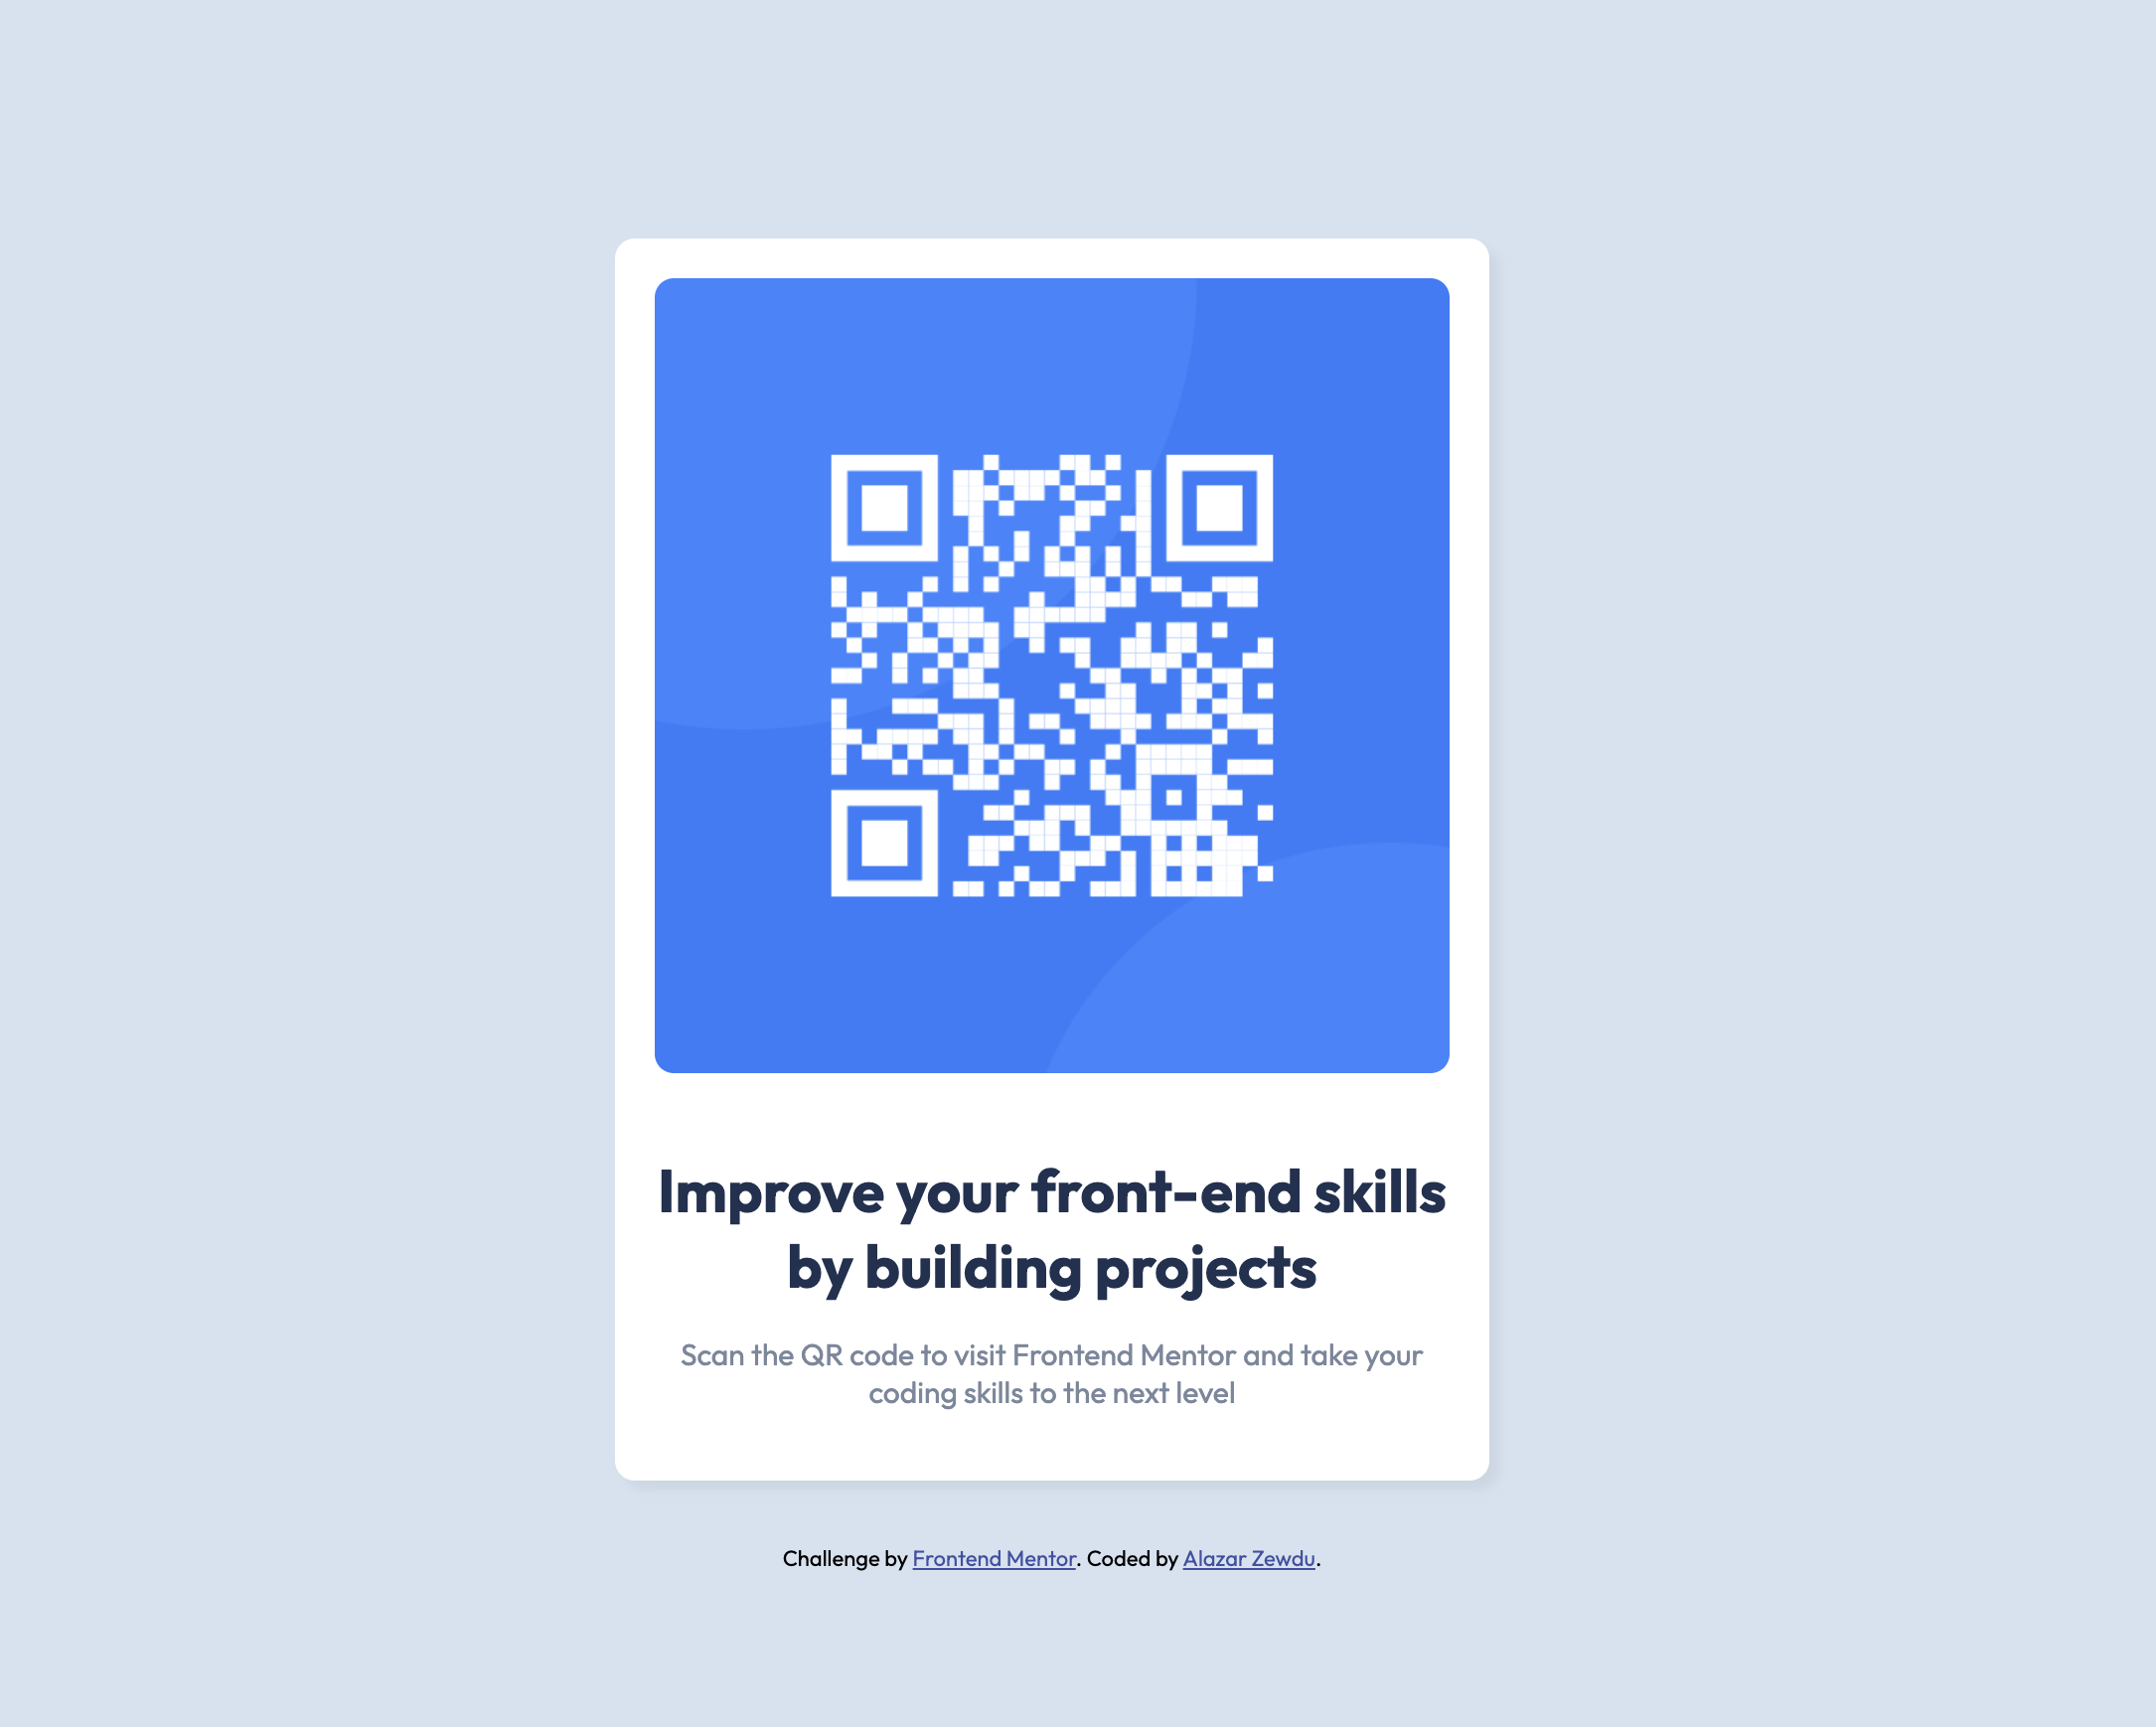 Improve your front-end skills
by building projects
Scan the QR code to visit Frontend Mentor and take your
coding skills to the next level
Challenge by Frontend Mentor. Coded by Alazar Zewdu.